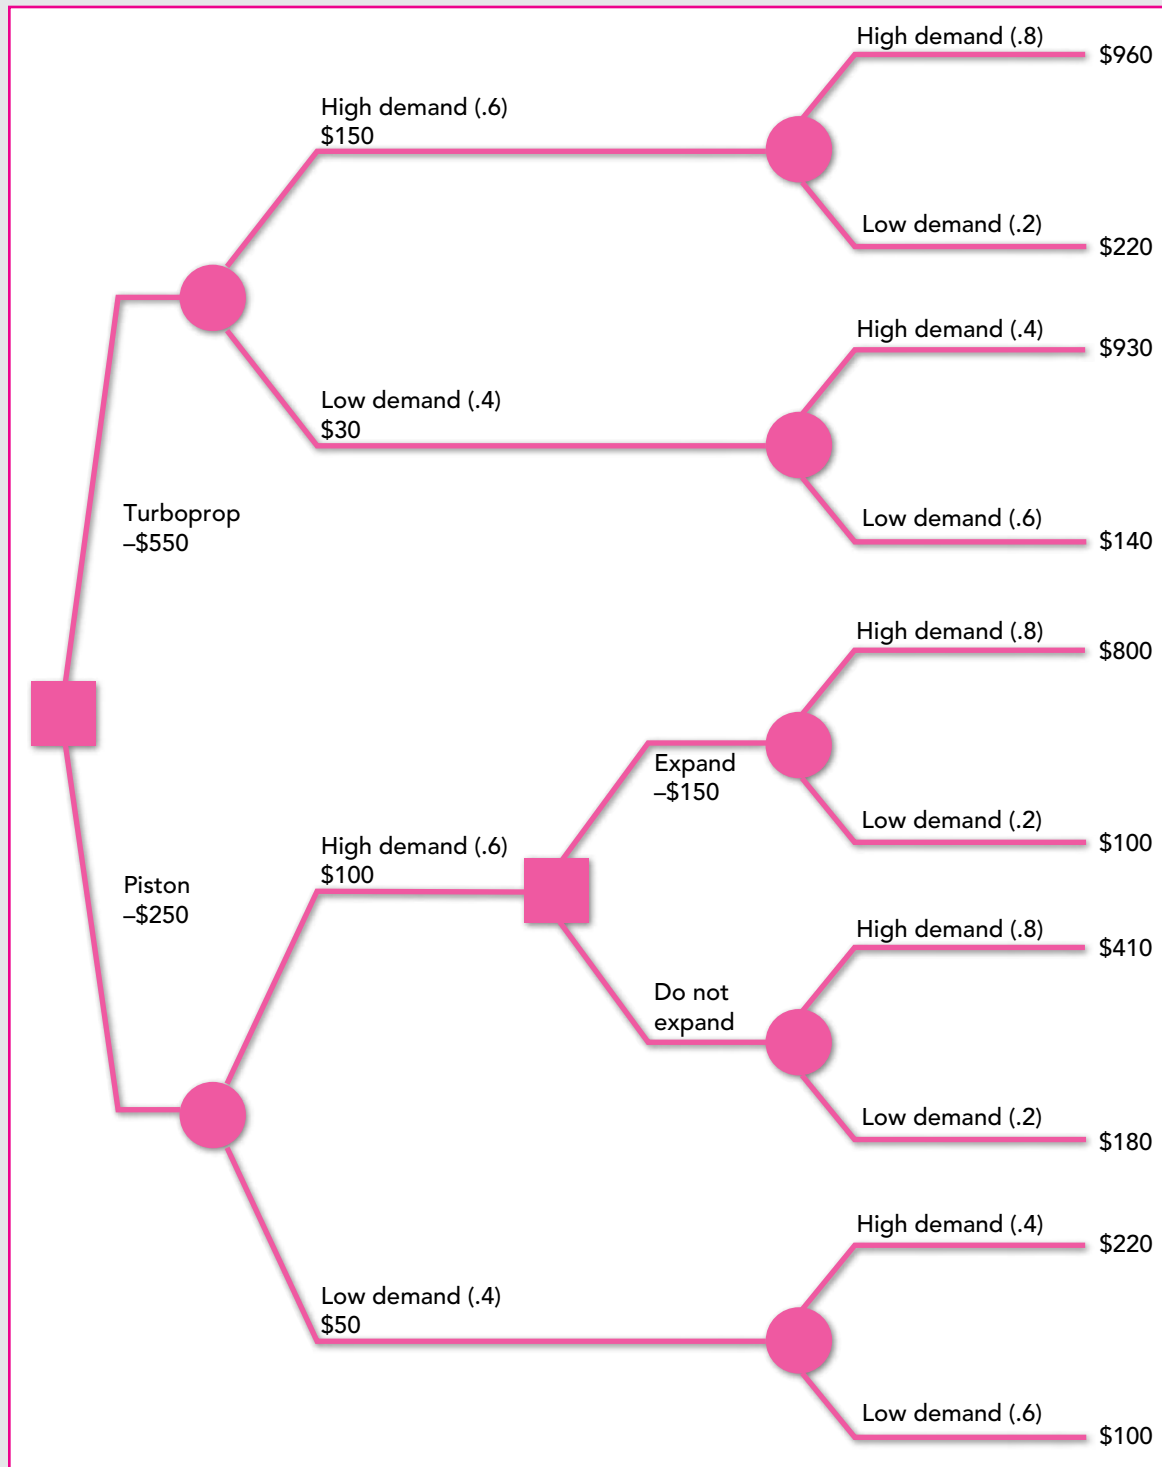 High demand (.8)
$960
High demand (.6)
$150
Low demand (.2)
$220
High demand (.4)
$930
Low demand (.4)
$30
Low demand (.6)
$140
Turboprop
–$550
High demand (.8)
$800
Expand
–$150
Low demand (.2)
$100
High demand (.6)
$100
Piston
–$250
High demand (.8)
$410
Do not
expand
Low demand (.2)
$180
High demand (.4)
$220
Low demand (.4)
$50
Low demand (.6)
$100